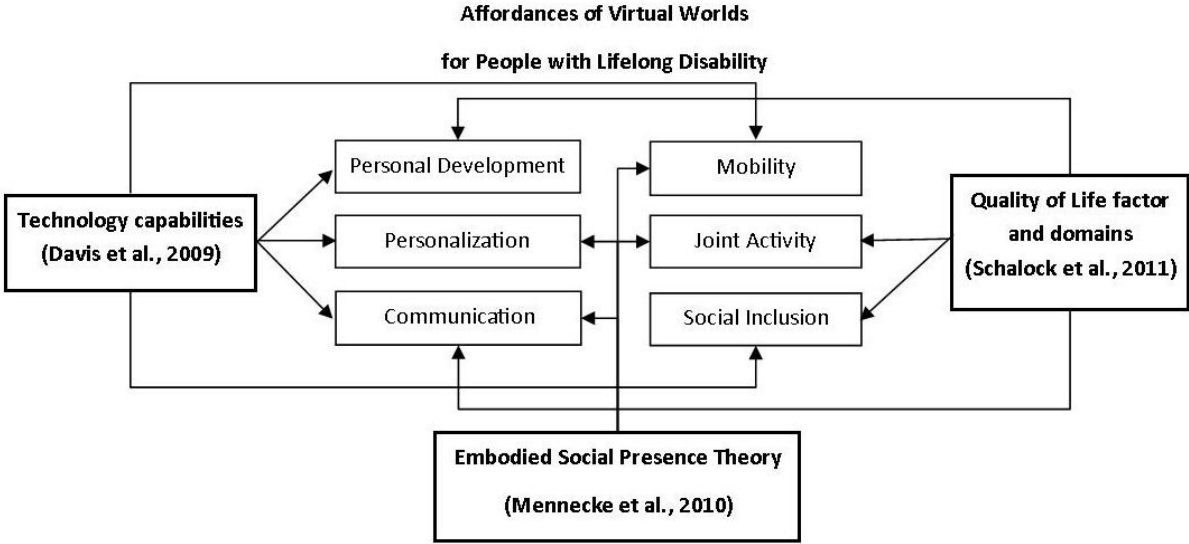 Affordances of Virtual Worlds
for People with Lifelong Disability
Personal Development
Mobility
Technology capabilities
(Davis et al., 2009)
Personalization
Joint Activity
Quality of Life factor
and domains
(Schalock et al., 2011)
Communication
Social Inclusion
Embodied Social Presence Theory
(Mennecke et al., 2010)